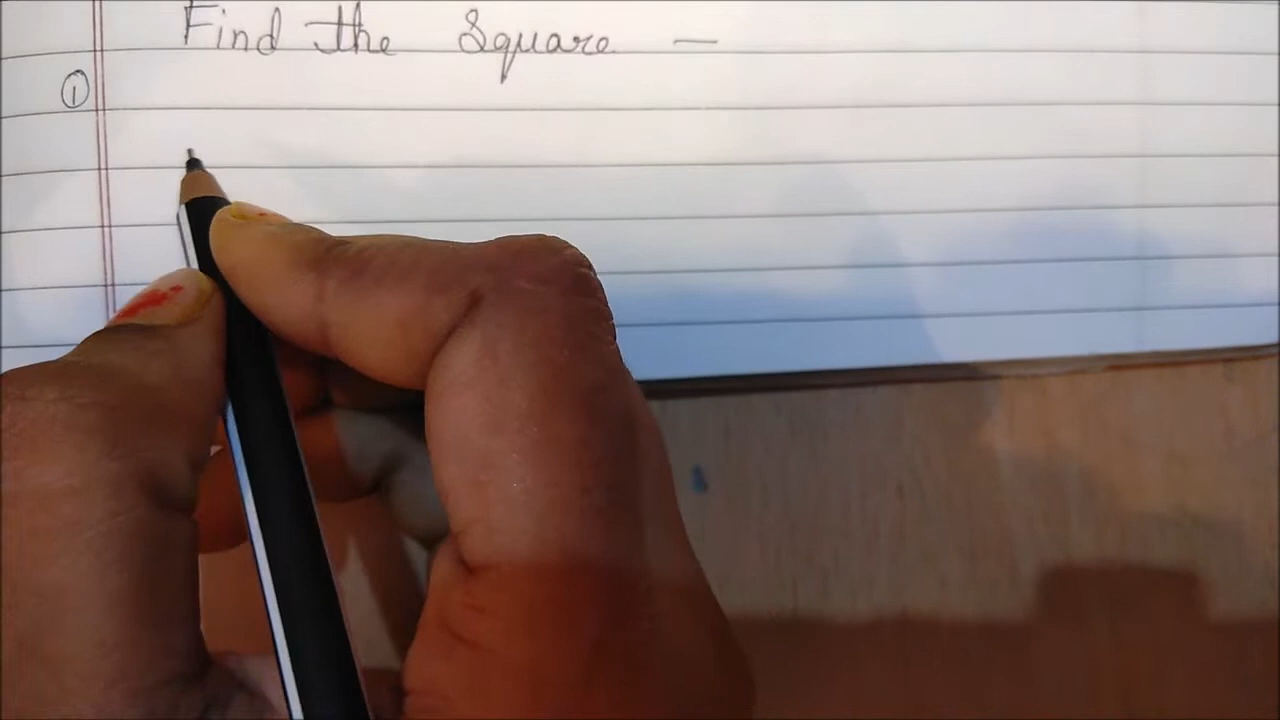 Find the Square —
①